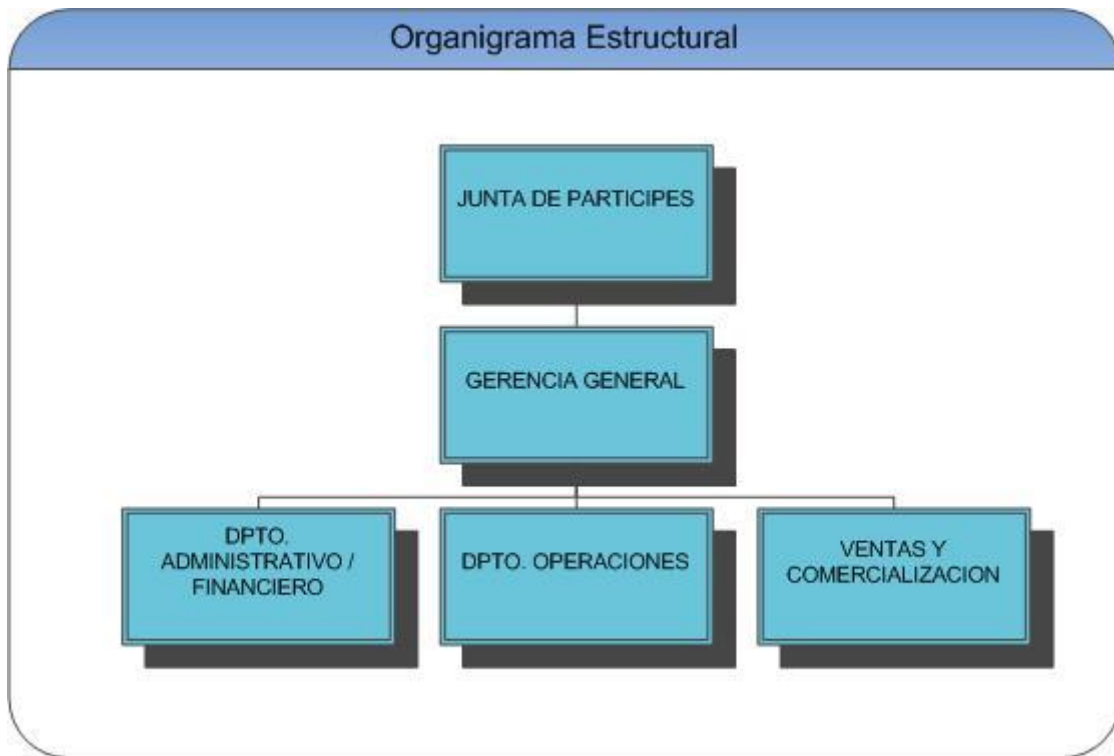 Organigrama Estructural
JUNTA DE PARTICIPES
GERENCIA GENERAL
DPTO.
ADMINISTRATIVO /
FINANCIERO
DPTO. OPERACIONES
VENTAS Y
COMERCIALIZACION